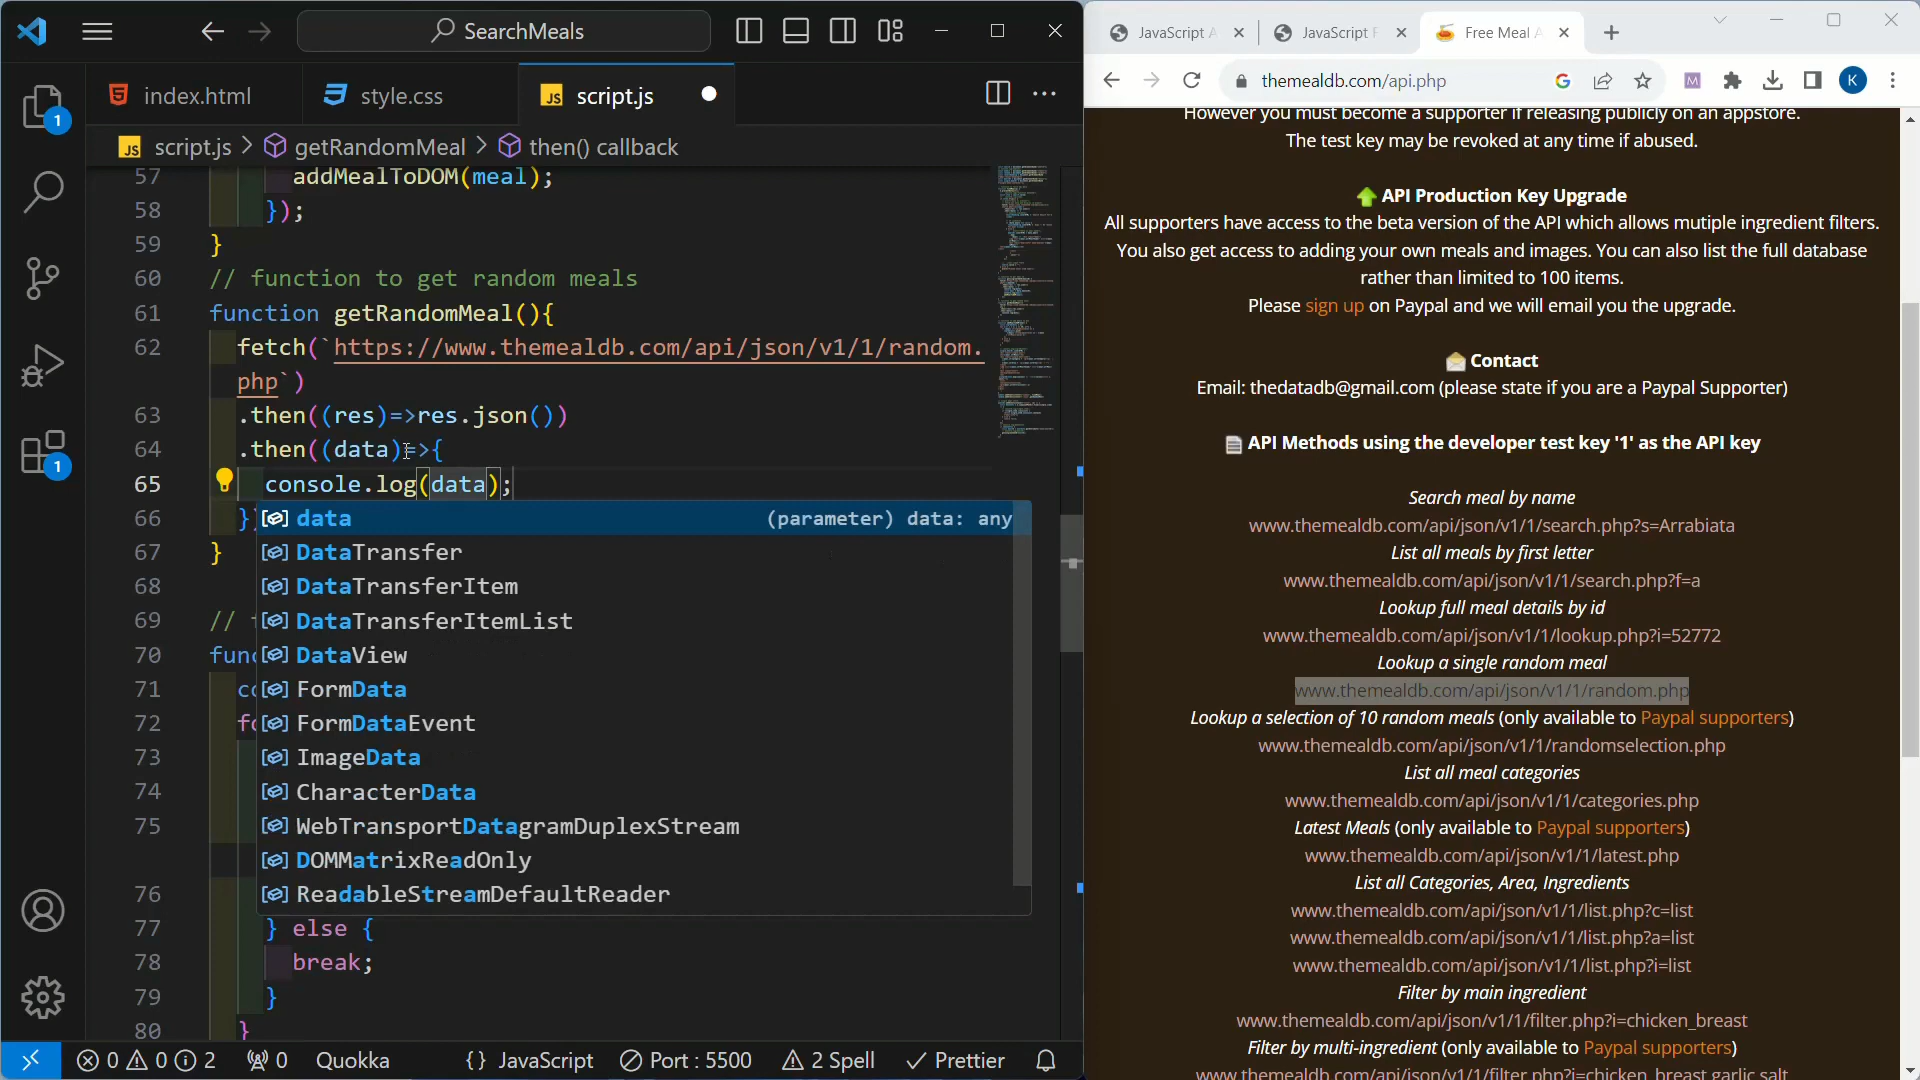 SearchMeals
index.html
style.css
JS script.js
JS script.js > getRandomMeal > then() callback
57 addMealToDOM(meal);
58 });
59 }
60 // function to get random meals
61 function getRandomMeal(){
62 fetch(`https://www.themealdb.com/api/json/v1/1/random.
php`)
63 .then((res)=>res.json())
64 .then((data)=>{
65 console.log(data);
66 })
67 }
68
69 //
70 func
71 co
72 fo
73
74
75
76
77 } else {
78 break;
79 }
80 }
data (parameter) data: any
DataTransfer
DataTransferItem
DataTransferItemList
DataView
FormData
FormDataEvent
ImageData
CharacterData
WebTransportDatagramDuplexStream
DOMMatrixReadOnly
ReadableStreamDefaultReader
1
1
0 0 2 0 Quokka {} JavaScript Port : 5500 2 Spell Prettier
JavaScript A
JavaScript F
Free Meal A
themealdb.com/api.php
K
However you must become a supporter if releasing publicly on an appstore.
The test key may be revoked at any time if abused.
API Production Key Upgrade
All supporters have access to the beta version of the API which allows mutiple ingredient filters.
You also get access to adding your own meals and images. You can also list the full database
rather than limited to 100 items.
Please sign up on Paypal and we will email you the upgrade.
Contact
Email: thedatadb@gmail.com (please state if you are a Paypal Supporter)
API Methods using the developer test key '1' as the API key
Search meal by name
www.themealdb.com/api/json/v1/1/search.php?s=Arrabiata
List all meals by first letter
www.themealdb.com/api/json/v1/1/search.php?f=a
Lookup full meal details by id
www.themealdb.com/api/json/v1/1/lookup.php?i=52772
Lookup a single random meal
www.themealdb.com/api/json/v1/1/random.php
Lookup a selection of 10 random meals (only available to Paypal supporters)
www.themealdb.com/api/json/v1/1/randomselection.php
List all meal categories
www.themealdb.com/api/json/v1/1/categories.php
Latest Meals (only available to Paypal supporters)
www.themealdb.com/api/json/v1/1/latest.php
List all Categories, Area, Ingredients
www.themealdb.com/api/json/v1/1/list.php?c=list
www.themealdb.com/api/json/v1/1/list.php?a=list
www.themealdb.com/api/json/v1/1/list.php?i=list
Filter by main ingredient
www.themealdb.com/api/json/v1/1/filter.php?i=chicken_breast
Filter by multi-ingredient (only available to Paypal supporters)
www.themealdb.com/api/json/v1/1/filter.php?i=chicken_breast,garlic,salt